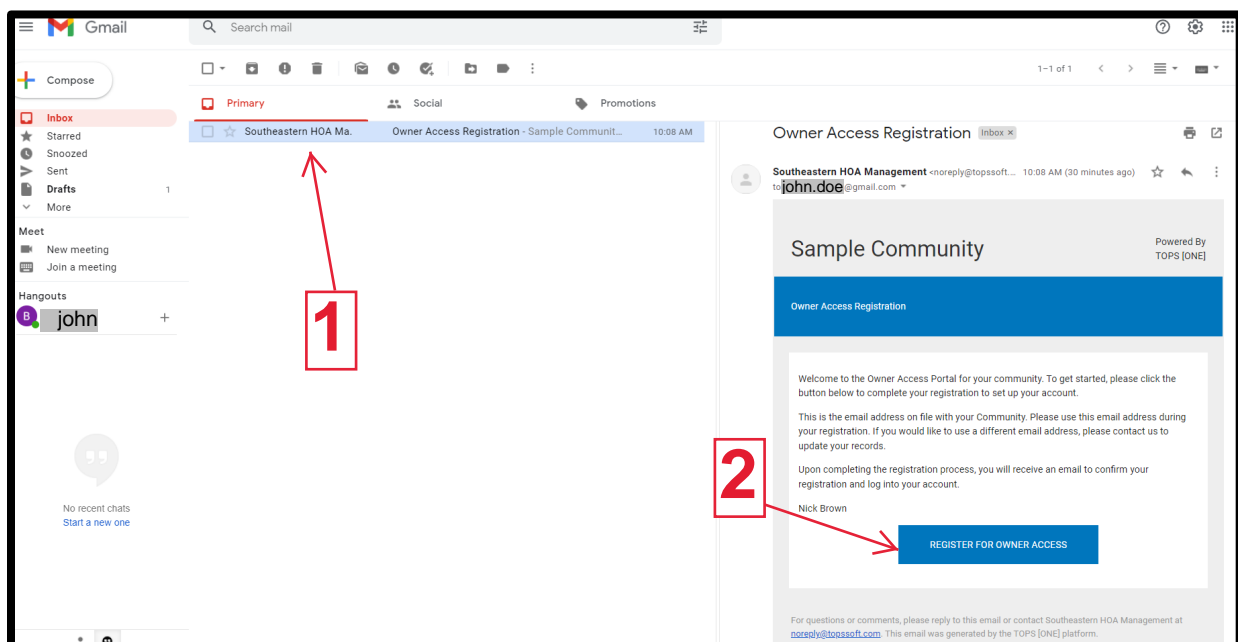 Gmail
Search mail
Compose
1–1 of 1
Primary
Social
Promotions
Inbox
Starred
Snoozed
Sent
Drafts 1
More
Meet
New meeting
Join a meeting
Hangouts
B john +
No recent chats
Start a new one
Southeastern HOA Ma. Owner Access Registration - Sample Communit... 10:08 AM
1
2
Owner Access Registration Inbox ×
Southeastern HOA Management <noreply@topssoft... 10:08 AM (30 minutes ago)
to john.doe@gmail.com
Sample Community
Powered By
TOPS [ONE]
Owner Access Registration
Welcome to the Owner Access Portal for your community. To get started, please click the
button below to complete your registration to set up your account.
This is the email address on file with your Community. Please use this email address during
your registration. If you would like to use a different email address, please contact us to
update your records.
Upon completing the registration process, you will receive an email to confirm your
registration and log into your account.
Nick Brown
REGISTER FOR OWNER ACCESS
For questions or comments, please reply to this email or contact Southeastern HOA Management at
noreply@topssoft.com. This email was generated by the TOPS [ONE] platform.